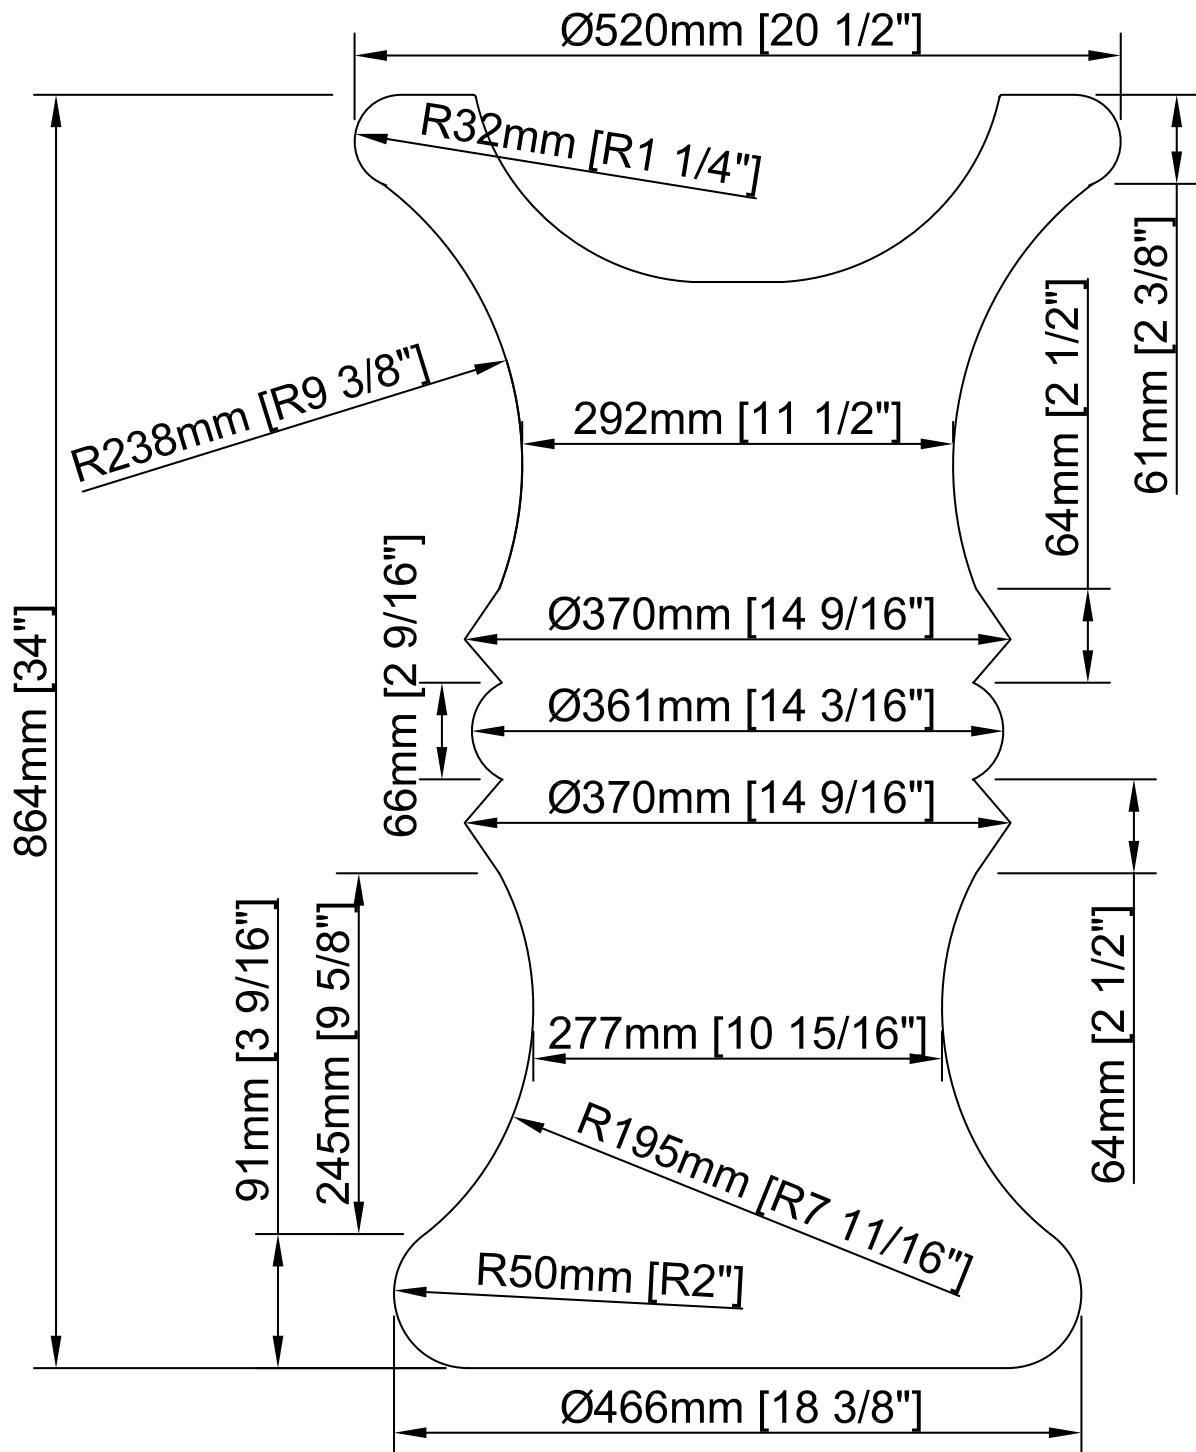 Ø520mm [20 1/2"]
R32mm [R1 1/4"]
61mm [2 3/8"]
64mm [2 1/2"]
R238mm [R9 3/8"]
292mm [11 1/2"]
864mm [34"]
66mm [2 9/16"]
Ø370mm [14 9/16"]
Ø361mm [14 3/16"]
Ø370mm [14 9/16"]
91mm [3 9/16"]
245mm [9 5/8"]
277mm [10 15/16"]
64mm [2 1/2"]
R195mm [R7 11/16"]
R50mm [R2"]
Ø466mm [18 3/8"]